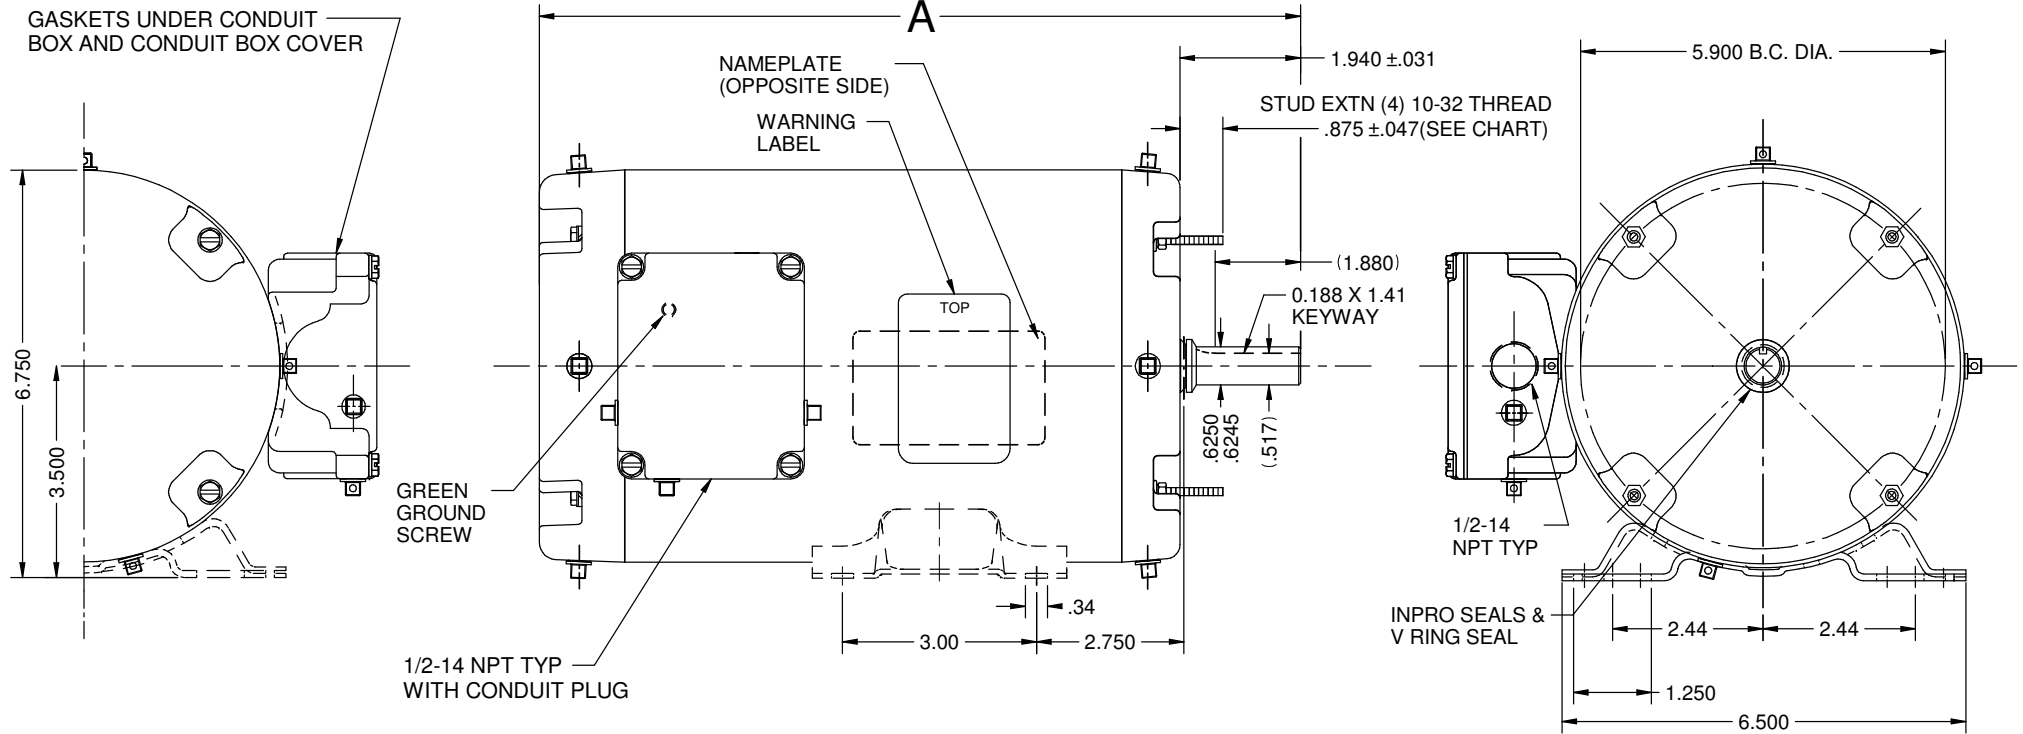 GASKETS UNDER CONDUIT
BOX AND CONDUIT BOX COVER
6.750
3.500
A
NAMEPLATE
(OPPOSITE SIDE)
WARNING
LABEL
TOP
1.940 ±.031
STUD EXTN (4) 10-32 THREAD
.875 ±.047(SEE CHART)
(1.880)
0.188 X 1.41
KEYWAY
.6250
.6245
(.517)
GREEN
GROUND
SCREW
1/2-14 NPT TYP
WITH CONDUIT PLUG
.34
3.00
2.750
5.900 B.C. DIA.
1/2-14
NPT TYP
INPRO SEALS &
V RING SEAL
2.44
2.44
1.250
6.500